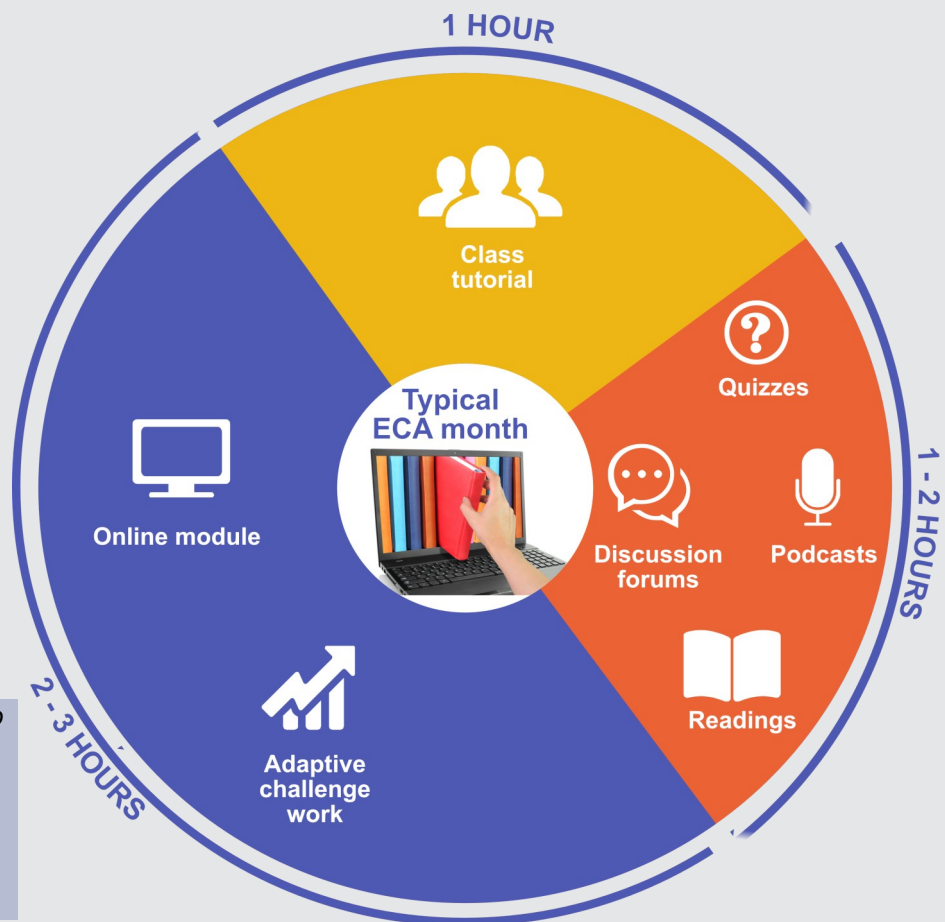 1 HOUR
Class
tutorial
?
Quizzes
Typical
ECA month
Online module
Discussion
forums
Podcasts
1 - 2 HOURS
Readings
Adaptive
challenge
work
2 - 3 HOURS